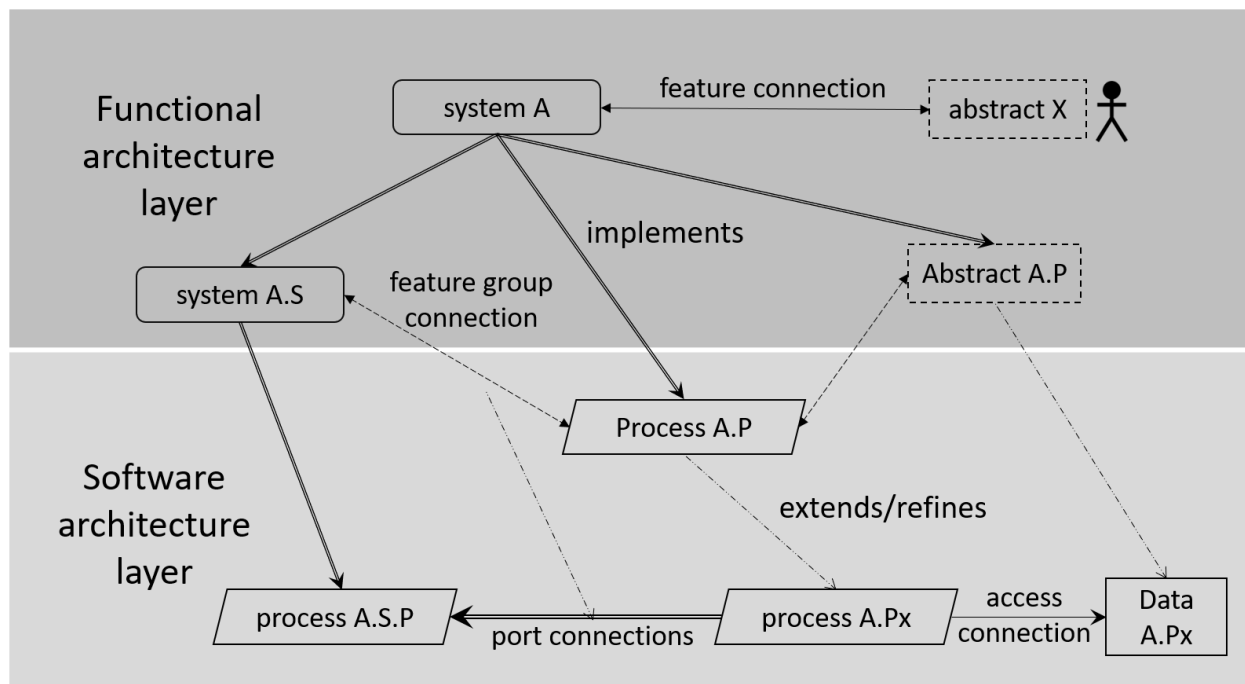 Functional
architecture
layer
system A
feature connection
abstract X
implements
system A.S
feature group
connection
Abstract A.P
Process A.P
Software
architecture
layer
extends/refines
process A.S.P
port connections
process A.Px
access
connection
Data
A.Px